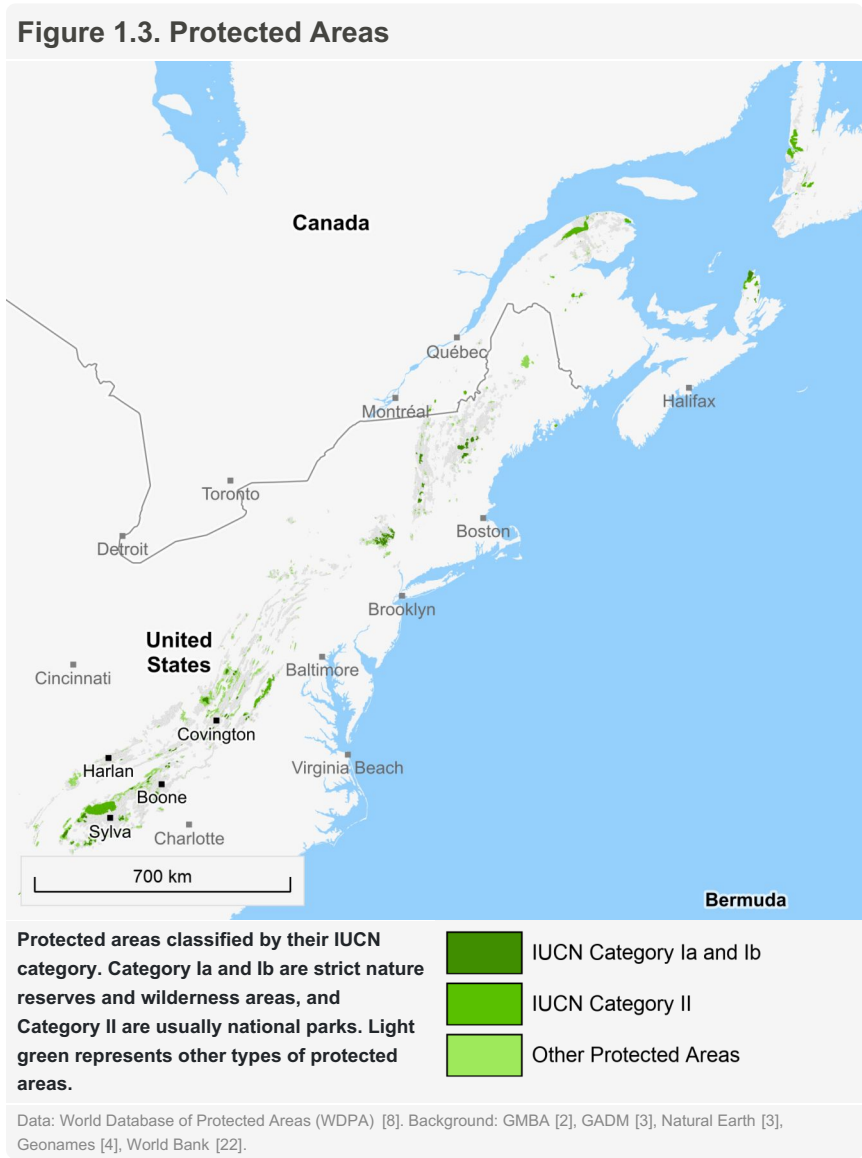 Figure 1.3. Protected Areas
Canada
Québec
Montréal
Halifax
Toronto
Boston
Detroit
Brooklyn
United
States
Baltimore
Cincinnati
Covington
Virginia Beach
Harlan
Boone
Sylva
Charlotte
700 km
Bermuda
Protected areas classified by their IUCN
category. Category Ia and Ib are strict nature
reserves and wilderness areas, and
Category II are usually national parks. Light
green represents other types of protected
areas.
IUCN Category Ia and Ib
IUCN Category II
Other Protected Areas
Data: World Database of Protected Areas (WDPA) [8]. Background: GMBA [2], GADM [3], Natural Earth [3],
Geonames [4], World Bank [22].